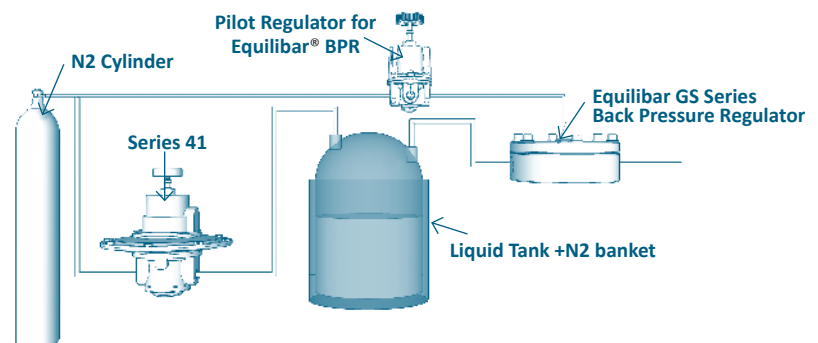 Pilot Regulator for
Equilibar® BPR
N2 Cylinder
Equilibar GS Series
Back Pressure Regulator
Series 41
Liquid Tank +N2 banket